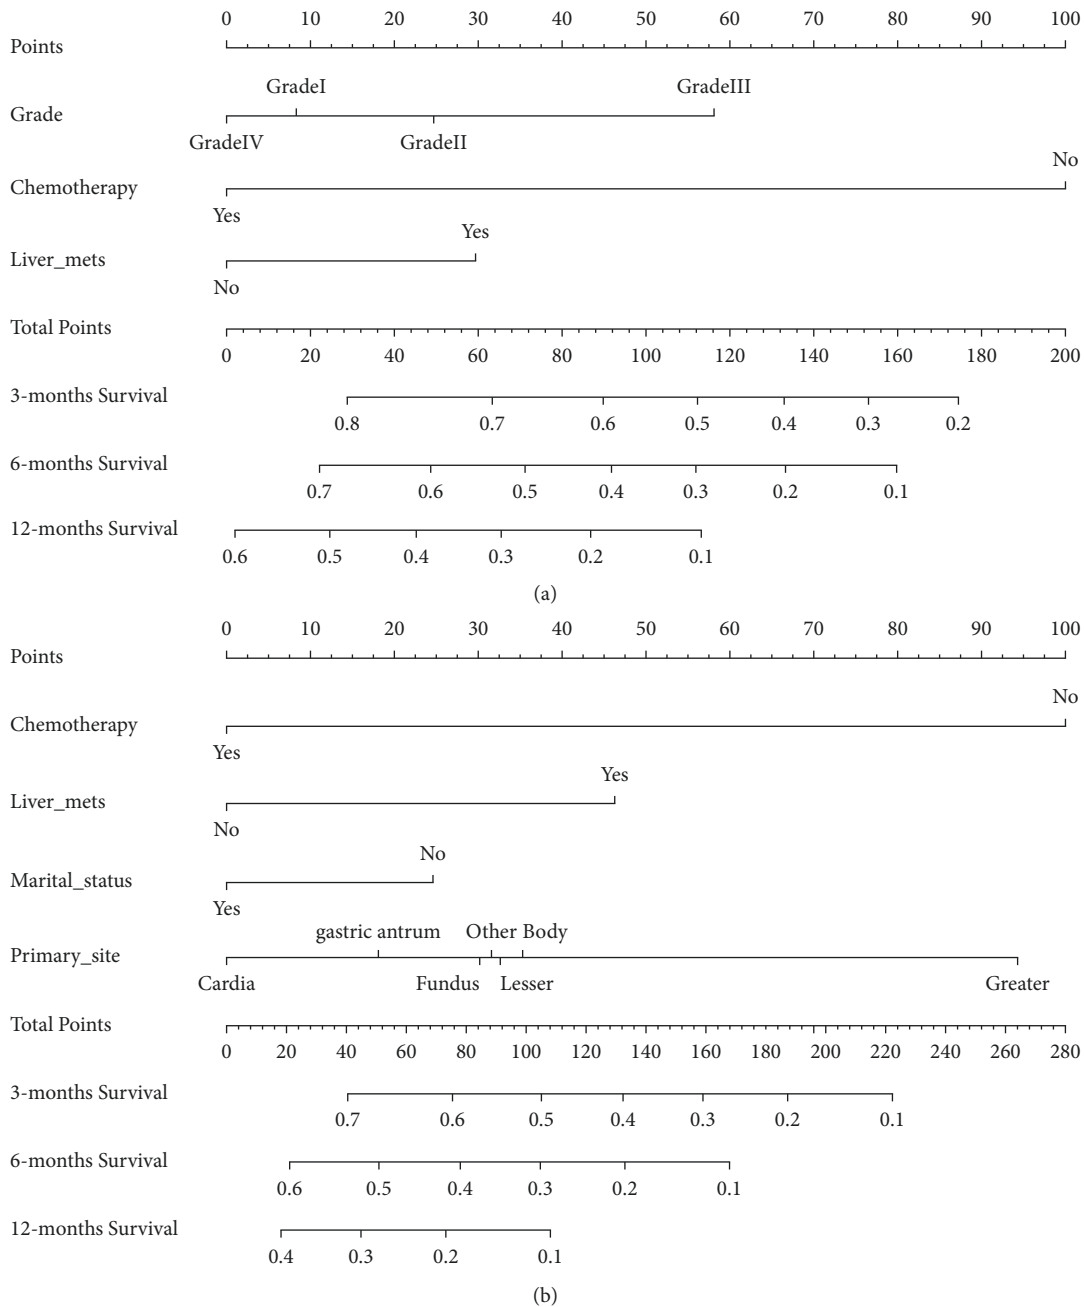 0 10 20 30 40 50 60 70 80 90 100
Points
GradeI GradeIII
Grade
GradeIV GradeII
No
Chemotherapy
Yes
Yes
Liver_mets
No
Total Points
0 20 40 60 80 100 120 140 160 180 200
3-months Survival
0.8 0.7 0.6 0.5 0.4 0.3 0.2
6-months Survival
0.7 0.6 0.5 0.4 0.3 0.2 0.1
12-months Survival
0.6 0.5 0.4 0.3 0.2 0.1
(a)
0 10 20 30 40 50 60 70 80 90 100
Points
No
Chemotherapy
Yes
Yes
Liver_mets
No
No
Marital_status
Yes
gastric antrum Other Body
Primary_site
Cardia Fundus Lesser Greater
Total Points
0 20 40 60 80 100 120 140 160 180 200 220 240 260 280
3-months Survival
0.7 0.6 0.5 0.4 0.3 0.2 0.1
6-months Survival
0.6 0.5 0.4 0.3 0.2 0.1
12-months Survival
0.4 0.3 0.2 0.1
(b)